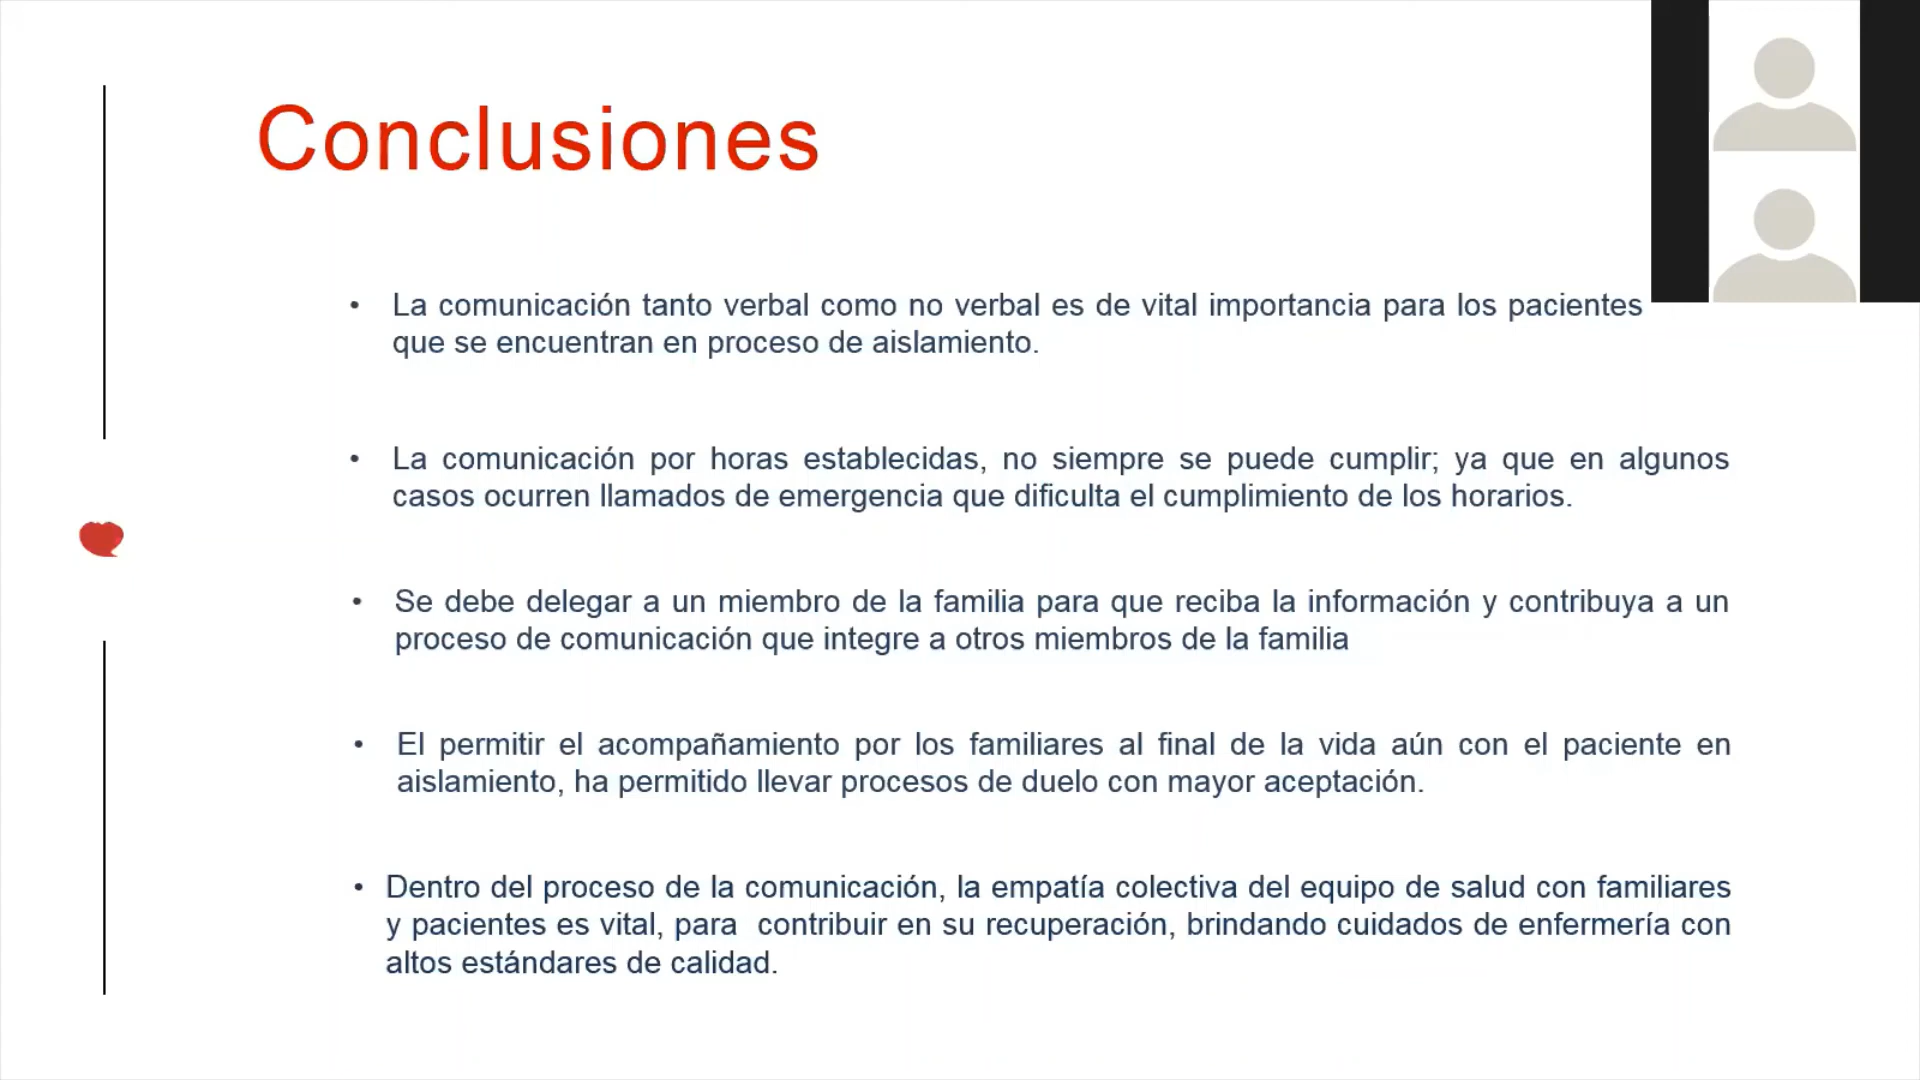 Conclusiones
• La comunicación tanto verbal como no verbal es de vital importancia para los pacientes
que se encuentran en proceso de aislamiento.
• La comunicación por horas establecidas, no siempre se puede cumplir; ya que en algunos
casos ocurren llamados de emergencia que dificulta el cumplimiento de los horarios.
• Se debe delegar a un miembro de la familia para que reciba la información y contribuya a un
proceso de comunicación que integre a otros miembros de la familia
• El permitir el acompañamiento por los familiares al final de la vida aún con el paciente en
aislamiento, ha permitido llevar procesos de duelo con mayor aceptación.
• Dentro del proceso de la comunicación, la empatía colectiva del equipo de salud con familiares
y pacientes es vital, para  contribuir en su recuperación, brindando cuidados de enfermería con
altos estándares de calidad.